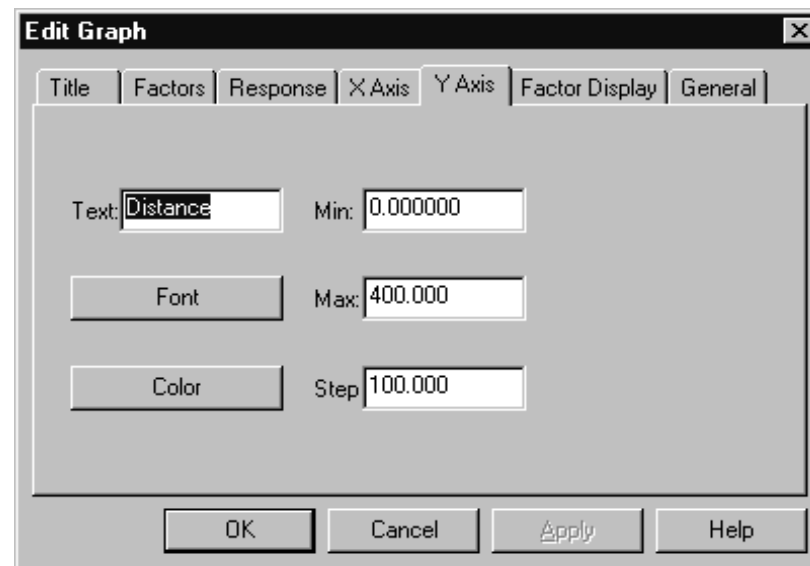 Edit Graph
Title Factors Response X Axis Y Axis Factor Display General
Text: Distance Min: 0.000000
Font Max: 400.000
Color Step 100.000
OK Cancel Apply Help